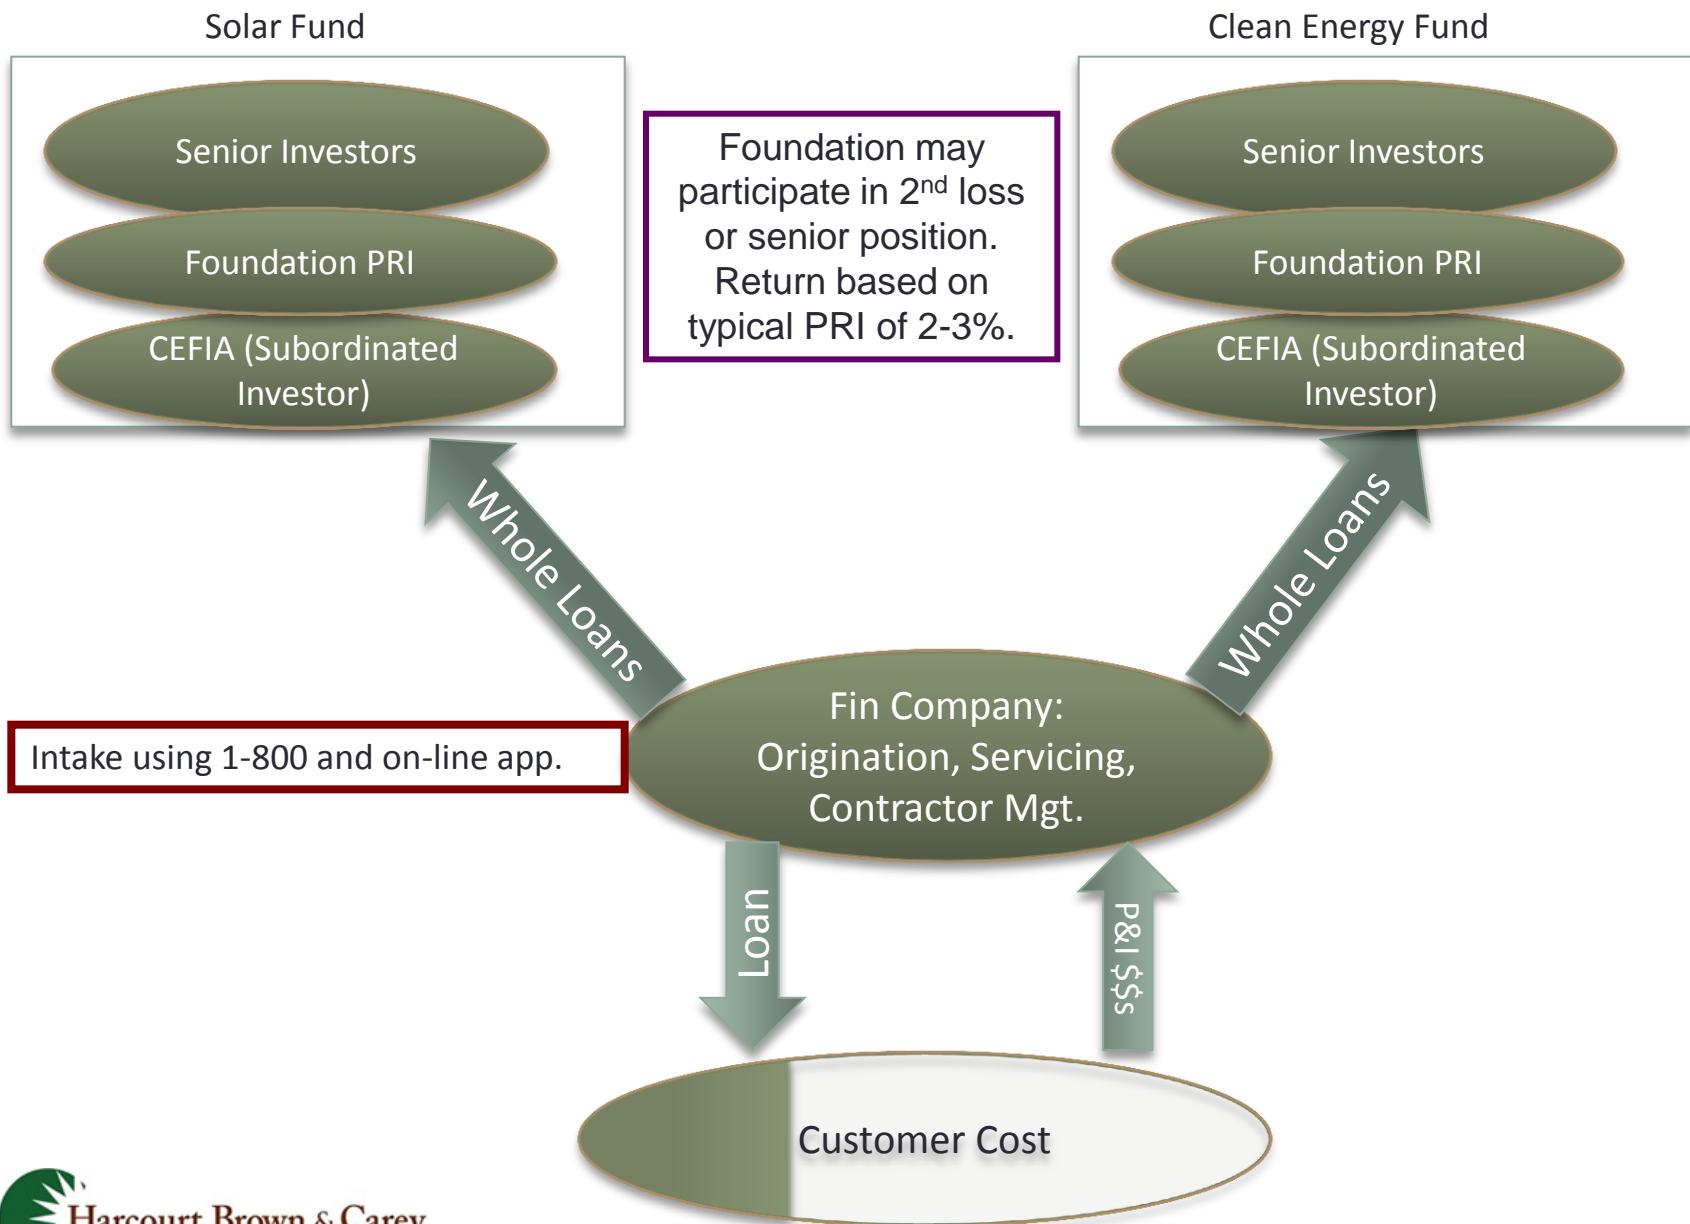 Solar Fund
Clean Energy Fund
Senior Investors
Foundation PRI
CEFIA (Subordinated
Investor)
Foundation may
participate in 2nd loss
or senior position.
Return based on
typical PRI of 2-3%.
Senior Investors
Foundation PRI
CEFIA (Subordinated
Investor)
Whole Loans
Whole Loans
Intake using 1-800 and on-line app.
Fin Company:
Origination, Servicing,
Contractor Mgt.
Loan
P&I $$s
Customer Cost
Harcourt Brown & Carey